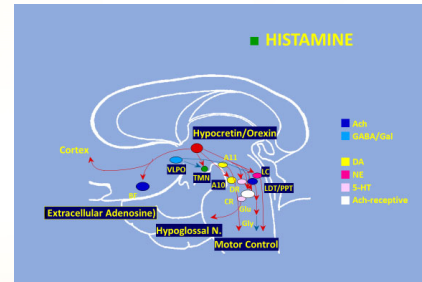 HISTAMINE
Hypocretin/Orexin
Ach
GABA/Gal
Cortex
A11
VLPO
LC
DA
TMN
NE
A10
DR
LDT/PPT
5-HT
BF
CR
Ach-receptive
Extracellular Adenosine)
Glu
Gly
Hypoglossal N.
Motor Control